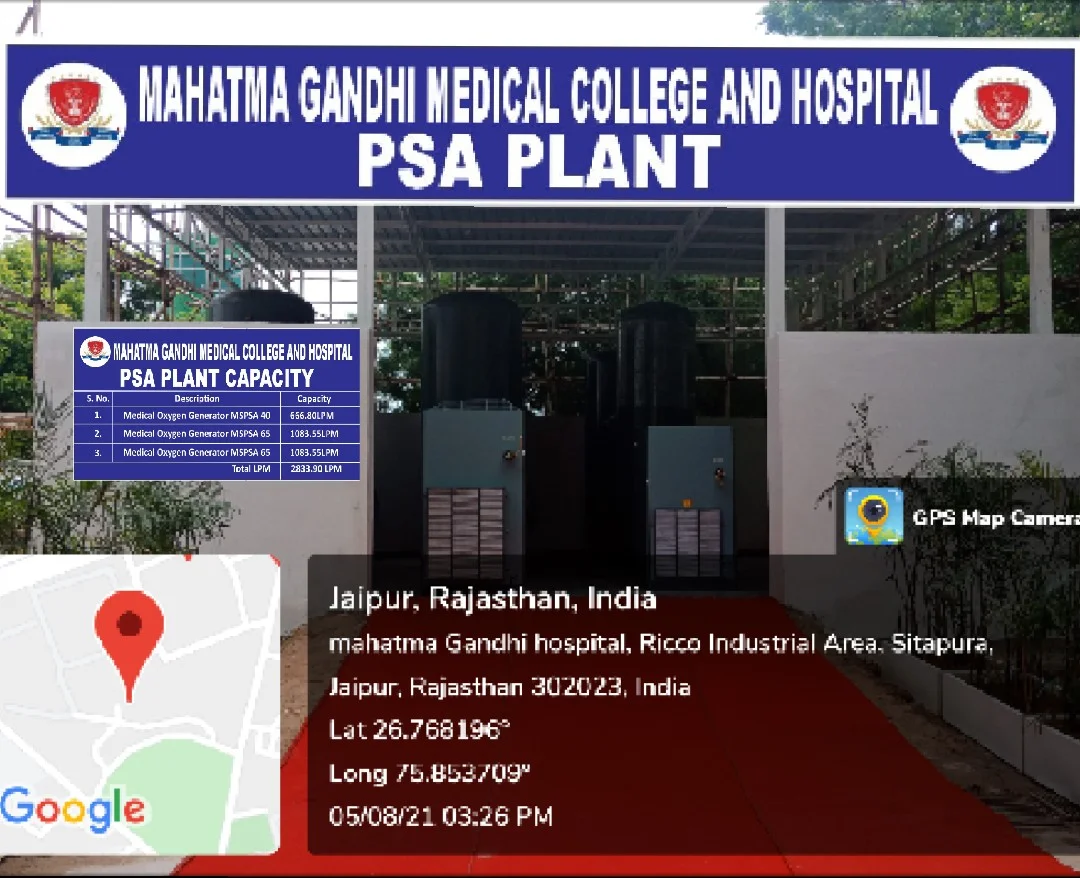 MAHATMA GANDHI MEDICAL COLLEGE AND HOSPITAL
PSA PLANT
MAHATMA GANDHI MEDICAL COLLEGE AND HOSPITAL
PSA PLANT CAPACITY
S. No. Description Capacity
1. Medical Oxygen Generator MSPSA 40 666.80LPM
2. Medical Oxygen Generator MSPSA 65 1083.55LPM
3. Medical Oxygen Generator MSPSA 65 1083.55LPM
Total LPM 2833.90 LPM
GPS Map Camera
Jaipur, Rajasthan, India
mahatma Gandhi hospital, Ricco Industrial Area, Sitapura,
Jaipur, Rajasthan 302023, India
Lat 26.768196°
Long 75.853709°
05/08/21 03:26 PM
Google